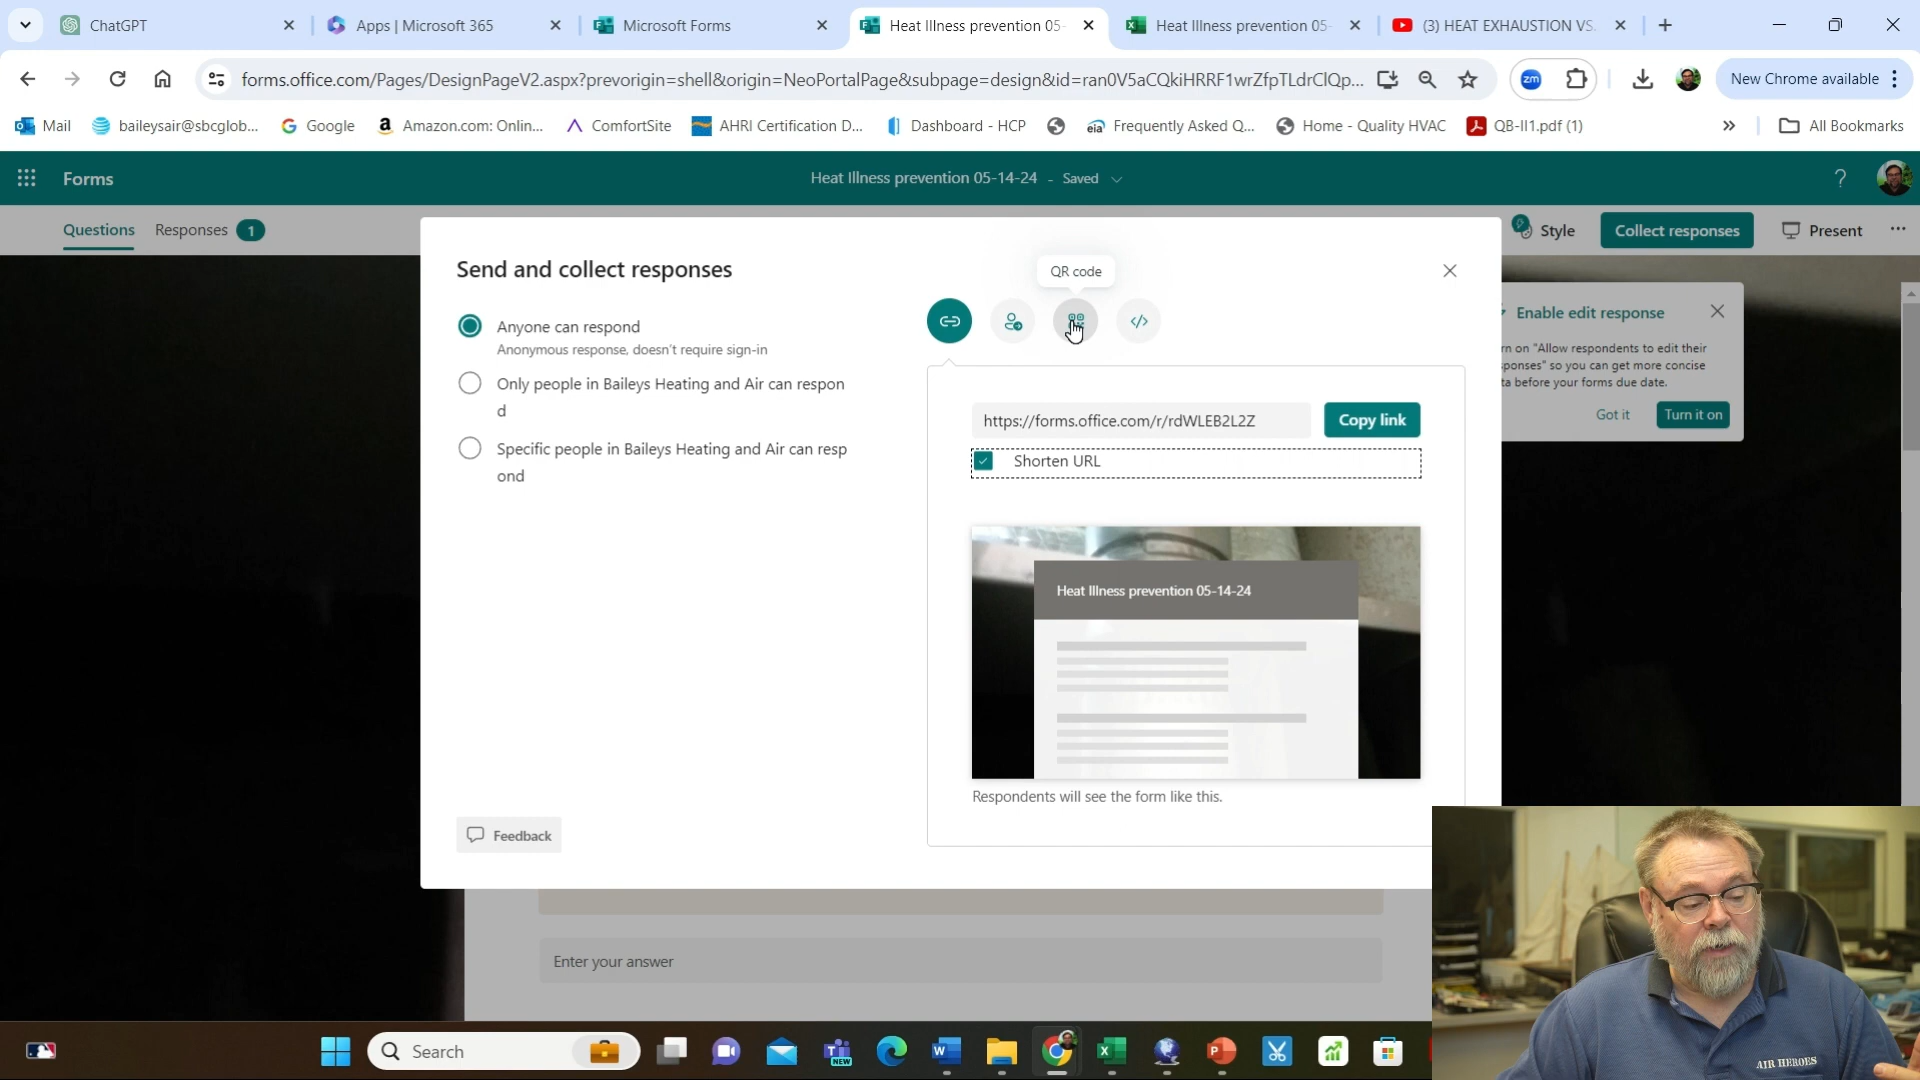 ChatGPT
Apps | Microsoft 365
Microsoft Forms
Heat Illness prevention 05-
Heat Illness prevention 05-
(3) HEAT EXHAUSTION VS.
forms.office.com/Pages/DesignPageV2.aspx?prevorigin=shell&origin=NeoPortalPage&subpage=design&id=ran0V5aCQkiHRRF1wrZfpTLdrClQp...
zm
New Chrome available
Mail
baileysair@sbcglob...
Google
Amazon.com: Onlin...
ComfortSite
AHRI Certification D...
Dashboard - HCP
eia
Frequently Asked Q...
Home - Quality HVAC
QB-II1.pdf (1)
All Bookmarks
Forms
Heat Illness prevention 05-14-24 - Saved
?
Questions
Responses 1
Style
Collect responses
Present
Send and collect responses
QR code
Anyone can respond
Anonymous response, doesn't require sign-in
Only people in Baileys Heating and Air can respon
d
Specific people in Baileys Heating and Air can resp
ond
https://forms.office.com/r/rdWLEB2L2Z
Copy link
Shorten URL
Heat Illness prevention 05-14-24
Respondents will see the form like this.
Feedback
Enable edit response
rn on "Allow respondents to edit their
ponses" so you can get more concise
ta before your forms due date.
Got it
Turn it on
Enter your answer
Search
NEW
AIR HEROES